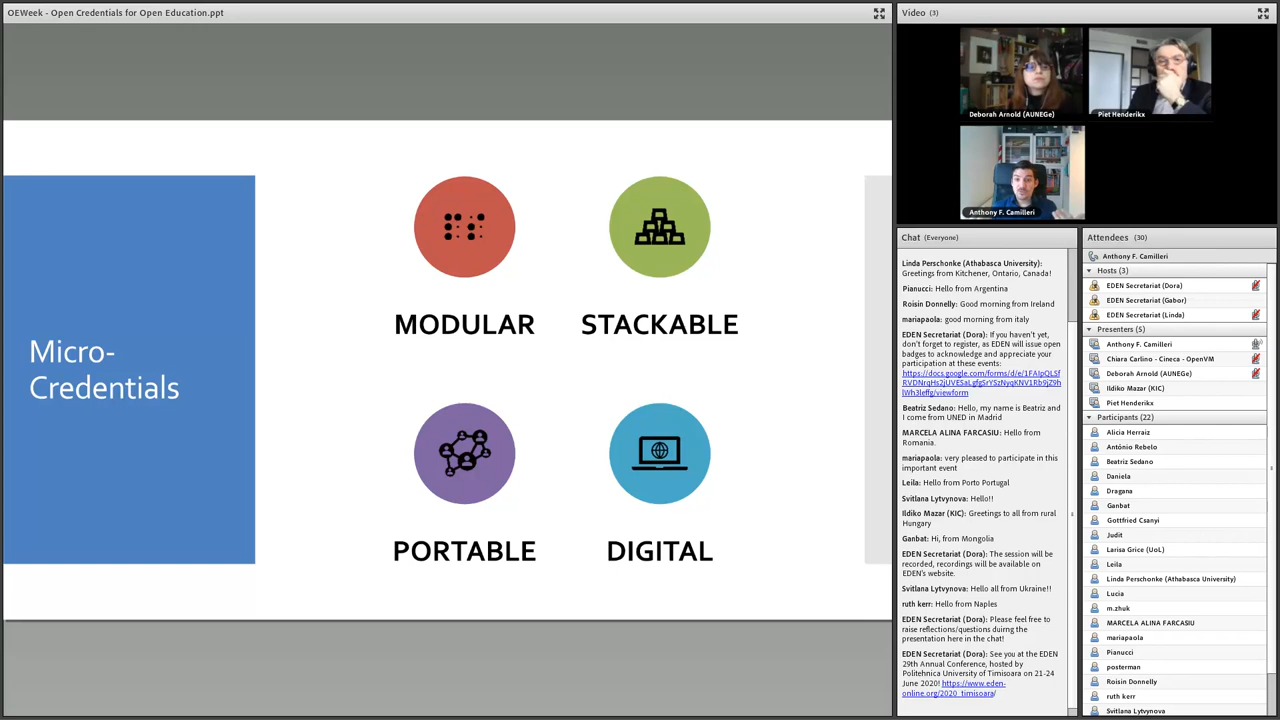 OEWeek - Open Credentials for Open Education.ppt
Micro-
Credentials
MODULAR
STACKABLE
PORTABLE
DIGITAL
Video (3)
Deborah Arnold (AUNEGe)
Piet Henderikx
Anthony F. Camilleri
Chat (Everyone)
Linda Perschonke (Athabasca University):
Greetings from Kitchener, Ontario, Canada!
Pianucci: Hello from Argentina
Roisin Donnelly: Good morning from Ireland
mariapaola: good morning from italy
EDEN Secretariat (Dora): If you haven't yet,
don't forget to register, as EDEN will issue open
badges to acknowledge and appreciate your
participation at these events:
Beatriz Sedano: Hello, my name is Beatriz and
I come from UNED in Madrid
MARCELA ALINA FARCASIU: Hello from
Romania.
mariapaola: very pleased to participate in this
important event
Leila: Hello from Porto Portugal
Svitlana Lytvynova: Hello!!
Ildiko Mazar (KIC): Greetings to all from rural
Hungary
Ganbat: Hi, from Mongolia
EDEN Secretariat (Dora): The session will be
recorded, recordings will be available on
EDEN's website.
Svitlana Lytvynova: Hello all from Ukraine!!
ruth kerr: Hello from Naples
EDEN Secretariat (Dora): Please feel free to
raise reflections/questions duirng the
presentation here in the chat!
EDEN Secretariat (Dora): See you at the EDEN
29th Annual Conference, hosted by
Politehnica University of Timisoara on 21-24
June 2020! https://www.eden-
online.org/2020_timisoara/
Attendees (30)
Anthony F. Camilleri
Hosts (3)
EDEN Secretariat (Dora)
EDEN Secretariat (Gabor)
EDEN Secretariat (Linda)
Presenters (5)
Anthony F. Camilleri
Chiara Carlino - Cineca - OpenVM
Deborah Arnold (AUNEGe)
Ildiko Mazar (KIC)
Piet Henderikx
Participants (22)
Alicia Herraiz
António Rebelo
Beatriz Sedano
Daniela
Dragana
Ganbat
Gottfried Csanyi
Judit
Larisa Grice (UoL)
Leila
Linda Perschonke (Athabasca University)
Lucia
m.zhuk
MARCELA ALINA FARCASIU
mariapaola
Pianucci
posterman
Roisin Donnelly
ruth kerr
Svitlana Lytvynova